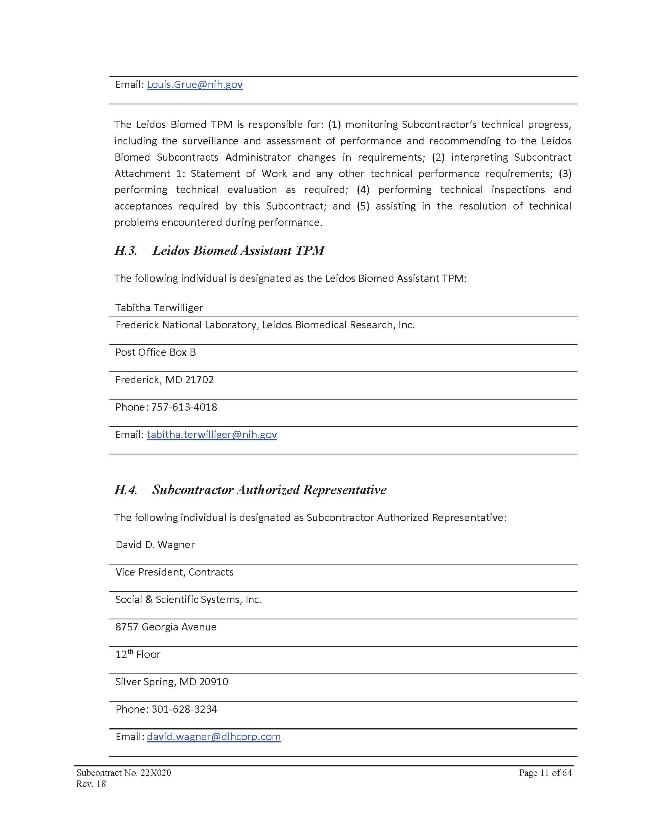 Email: Louis.Grue@nih.gov
The Leidos Biomed TPM is responsible for: (1) monitoring Subcontractor's technical progress,
including the surveillance and assessment of performance and recommending to the Leidos
Biomed Subcontracts Administrator changes in requirements; (2) interpreting Subcontract
Attachment 1: Statement of Work and any other technical performance requirements; (3)
performing technical evaluation as required; (4) performing technical inspections and
acceptances required by this Subcontract; and (5) assisting in the resolution of technical
problems encountered during performance.
H.3. Leidos Biomed Assistant TPM
The following individual is designated as the Leidos Biomed Assistant TPM:
Tabitha Terwilliger
Frederick National Laboratory, Leidos Biomedical Research, Inc.
Post Office Box B
Frederick, MD 21702
Phone: 757-613-4018
Email: tabitha.terwilliger@nih.gov
H.4. Subcontractor Authorized Representative
The following individual is designated as Subcontractor Authorized Representative:
David D. Wagner
Vice President, Contracts
Social & Scientific Systems, Inc.
8757 Georgia Avenue
12th Floor
Silver Spring, MD 20910
Phone: 301-628-3234
Email: david.wagner@dlhcorp.com
Subcontract No. 22X020 Page 11 of 64
Rev. 18